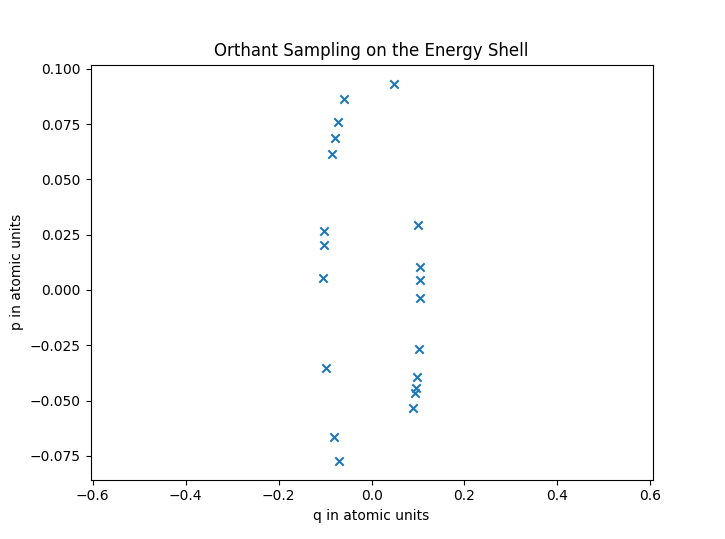 Orthant Sampling on the Energy Shell
0.100
0.075
0.050
0.025
0.000
−0.025
−0.050
−0.075
p in atomic units
−0.6 −0.4 −0.2 0.0 0.2 0.4 0.6
q in atomic units